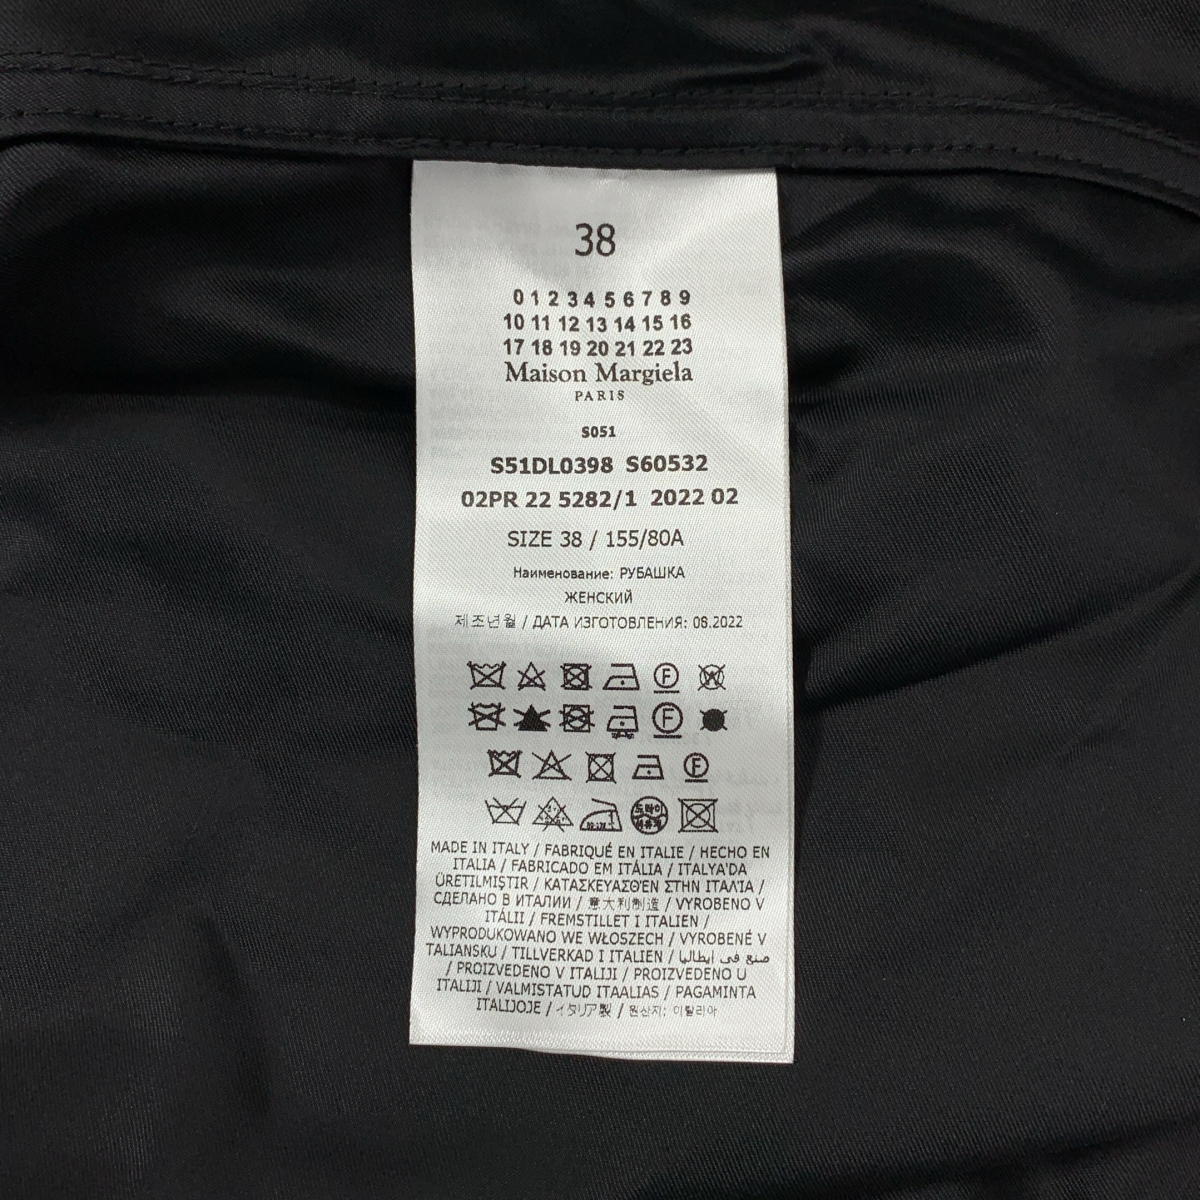 38
0 1 2 3 4 5 6 7 8 9
10 11 12 13 14 15 16
17 18 19 20 21 22 23
Maison Margiela
PARIS
S051
S51DL0398 S60532
02PR 22 5282/1 2022 02
SIZE 38 / 155/80A
Наименование: РУБАШКА
ЖЕНСКИЙ
제조년월 / ДАТА ИЗГОТОВЛЕНИЯ: 06.2022
F W
F
F
드라이
MADE IN ITALY / FABRIQUÉ EN ITALIE / HECHO EN
ITALIA / FABRICADO EM ITÁLIA / ITALYA'DA
ÜRETILMIŞTIR / ΚΑΤΑΣΚΕΥΑΣΘΈΝ ΣΤΗΝ ΙΤΑΛΊΑ /
СДЕЛАНО В ИТАЛИИ / 意大利制造 / VYROBENO V
ITÁLII / FREMSTILLET I ITALIEN /
WYPRODUKOWANO WE WŁOSZECH / VYROBENÉ V
TALIANSKU / TILLVERKAD I ITALIEN / صنع في إيطاليا
/ PROIZVEDENO V ITALIJI / PROIZVEDENO U
ITALIJI / VALMISTATUD ITAALIAS / PAGAMINTA
ITALIJOJE / イタリア製 / 원산지: 이탈리아